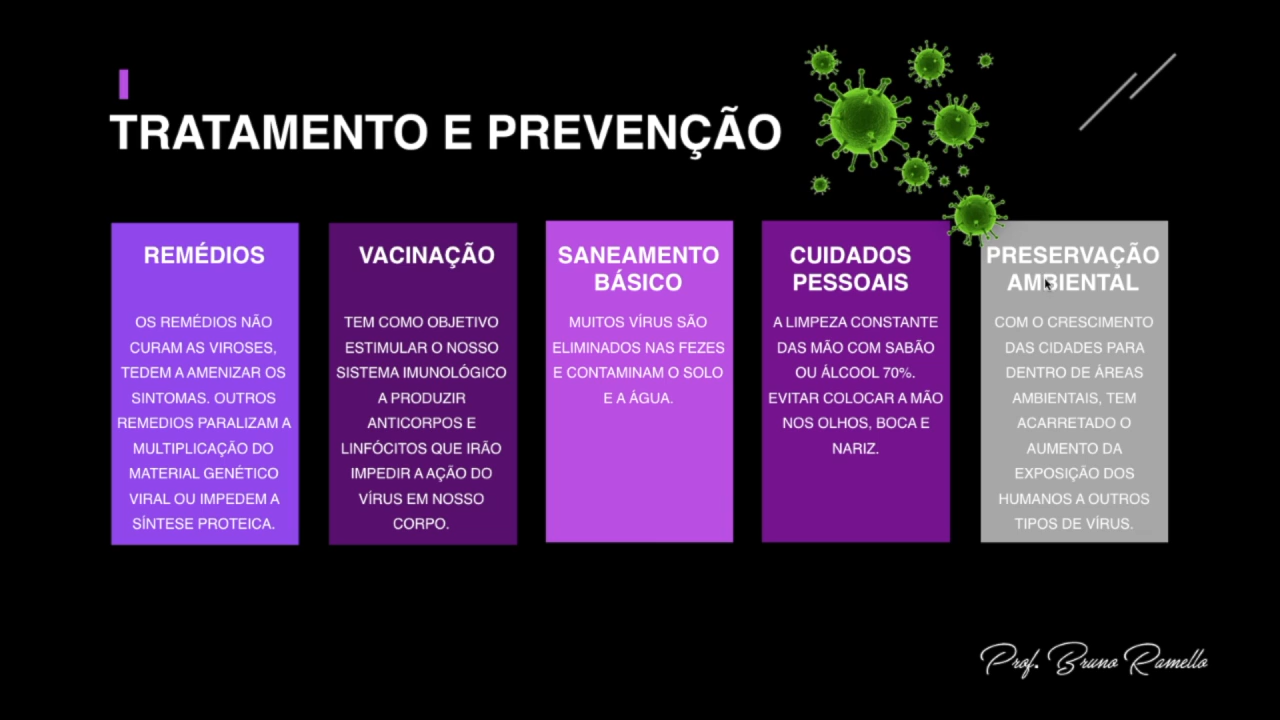 TRATAMENTO E PREVENÇÃO
REMÉDIOS
OS REMÉDIOS NÃO
CURAM AS VIROSES,
TEDEM A AMENIZAR OS
SINTOMAS. OUTROS
REMEDIOS PARALIZAM A
MULTIPLICAÇÃO DO
MATERIAL GENÉTICO
VIRAL OU IMPEDEM A
SÍNTESE PROTEICA.
VACINAÇÃO
TEM COMO OBJETIVO
ESTIMULAR O NOSSO
SISTEMA IMUNOLÓGICO
A PRODUZIR
ANTICORPOS E
LINFÓCITOS QUE IRÃO
IMPEDIR A AÇÃO DO
VÍRUS EM NOSSO
CORPO.
SANEAMENTO
BÁSICO
MUITOS VÍRUS SÃO
ELIMINADOS NAS FEZES
E CONTAMINAM O SOLO
E A ÁGUA.
CUIDADOS
PESSOAIS
A LIMPEZA CONSTANTE
DAS MÃO COM SABÃO
OU ÁLCOOL 70%.
EVITAR COLOCAR A MÃO
NOS OLHOS, BOCA E
NARIZ.
PRESERVAÇÃO
AMBIENTAL
COM O CRESCIMENTO
DAS CIDADES PARA
DENTRO DE ÁREAS
AMBIENTAIS, TEM
ACARRETADO O
AUMENTO DA
EXPOSIÇÃO DOS
HUMANOS A OUTROS
TIPOS DE VÍRUS.
Prof. Bruno Ramello